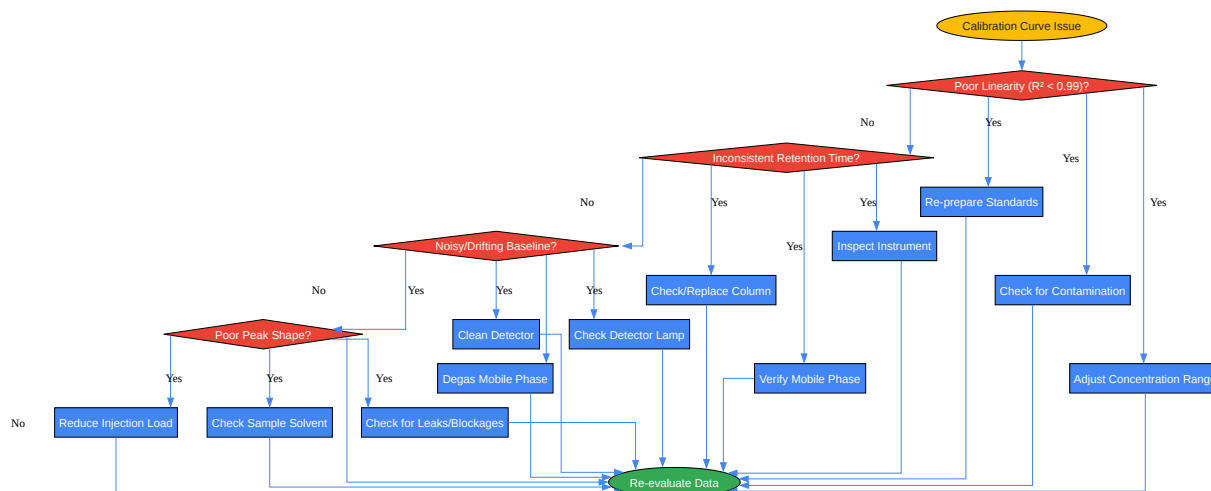 Calibration Curve Issue
Poor Linearity (R² < 0.99)?
No
Yes
Inconsistent Retention Time?
Yes
No
Yes
Yes
Re-prepare Standards
Yes
Noisy/Drifting Baseline?
Yes
Inspect Instrument
No
Yes
Yes
Yes
Check/Replace Column
Check for Contamination
Poor Peak Shape?
Clean Detector
Check Detector Lamp
Yes
Yes
Yes
Degas Mobile Phase
Verify Mobile Phase
Adjust Concentration Range
No
Reduce Injection Load
Check Sample Solvent
Check for Leaks/Blockages
Re-evaluate Data